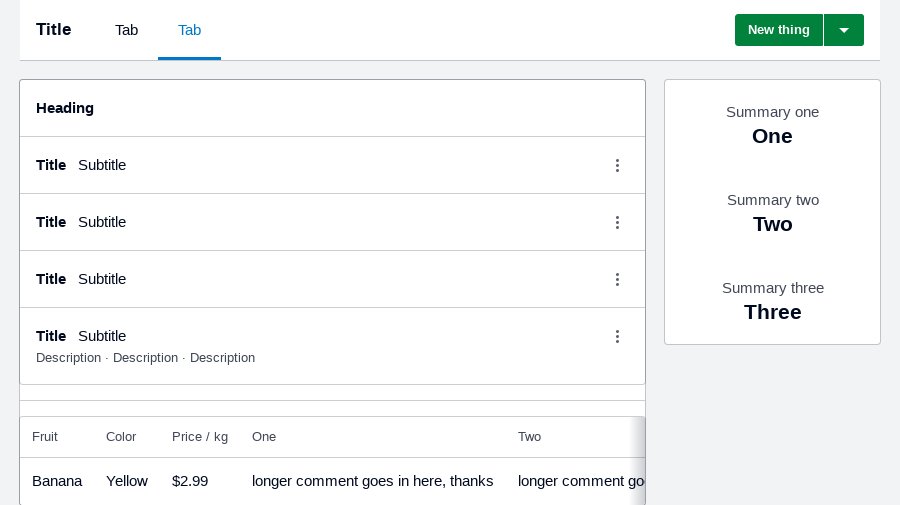 Title Tab Tab New thing
Heading
Title Subtitle
Title Subtitle
Title Subtitle
Title Subtitle
Description · Description · Description
Fruit Color Price / kg One Two
Banana Yellow $2.99 longer comment goes in here, thanks longer comment go
Summary one
One
Summary two
Two
Summary three
Three